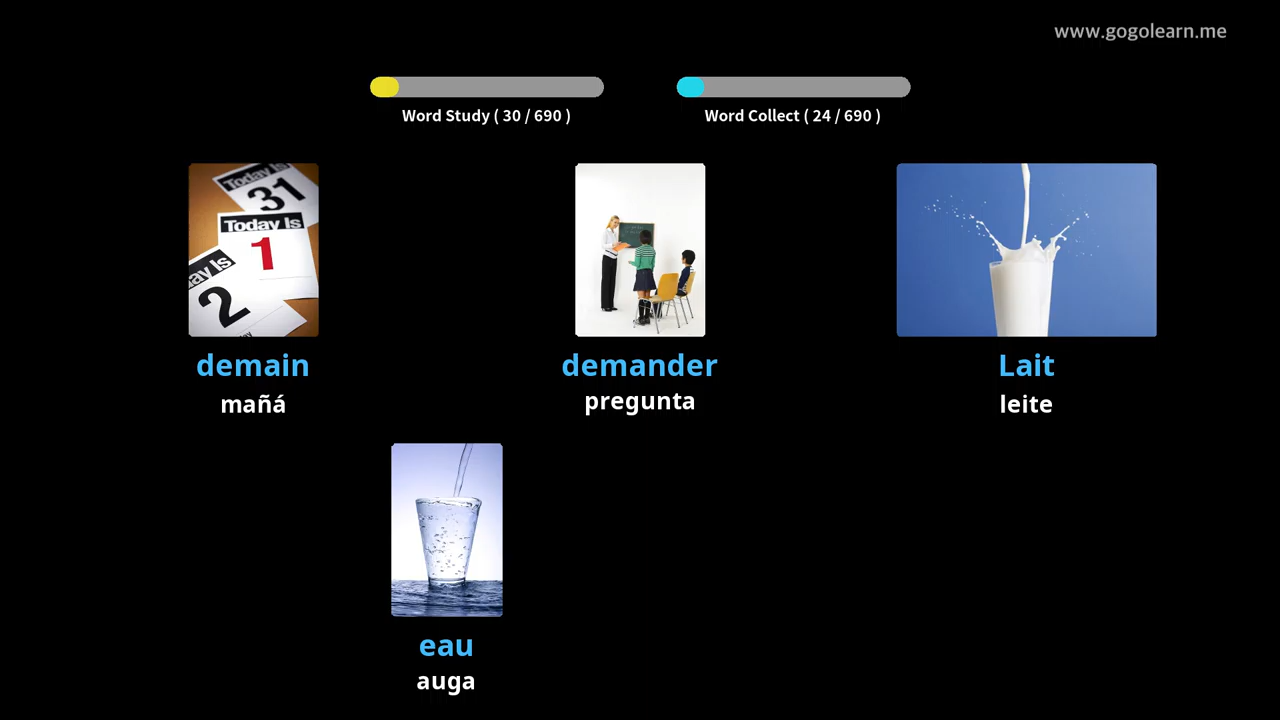 www.gogolearn.me
Word Study ( 30 / 690 )
Word Collect ( 24 / 690 )
Today Is
31
Today Is
1
ay Is
2
demain
mañá
demander
pregunta
Lait
leite
eau
auga